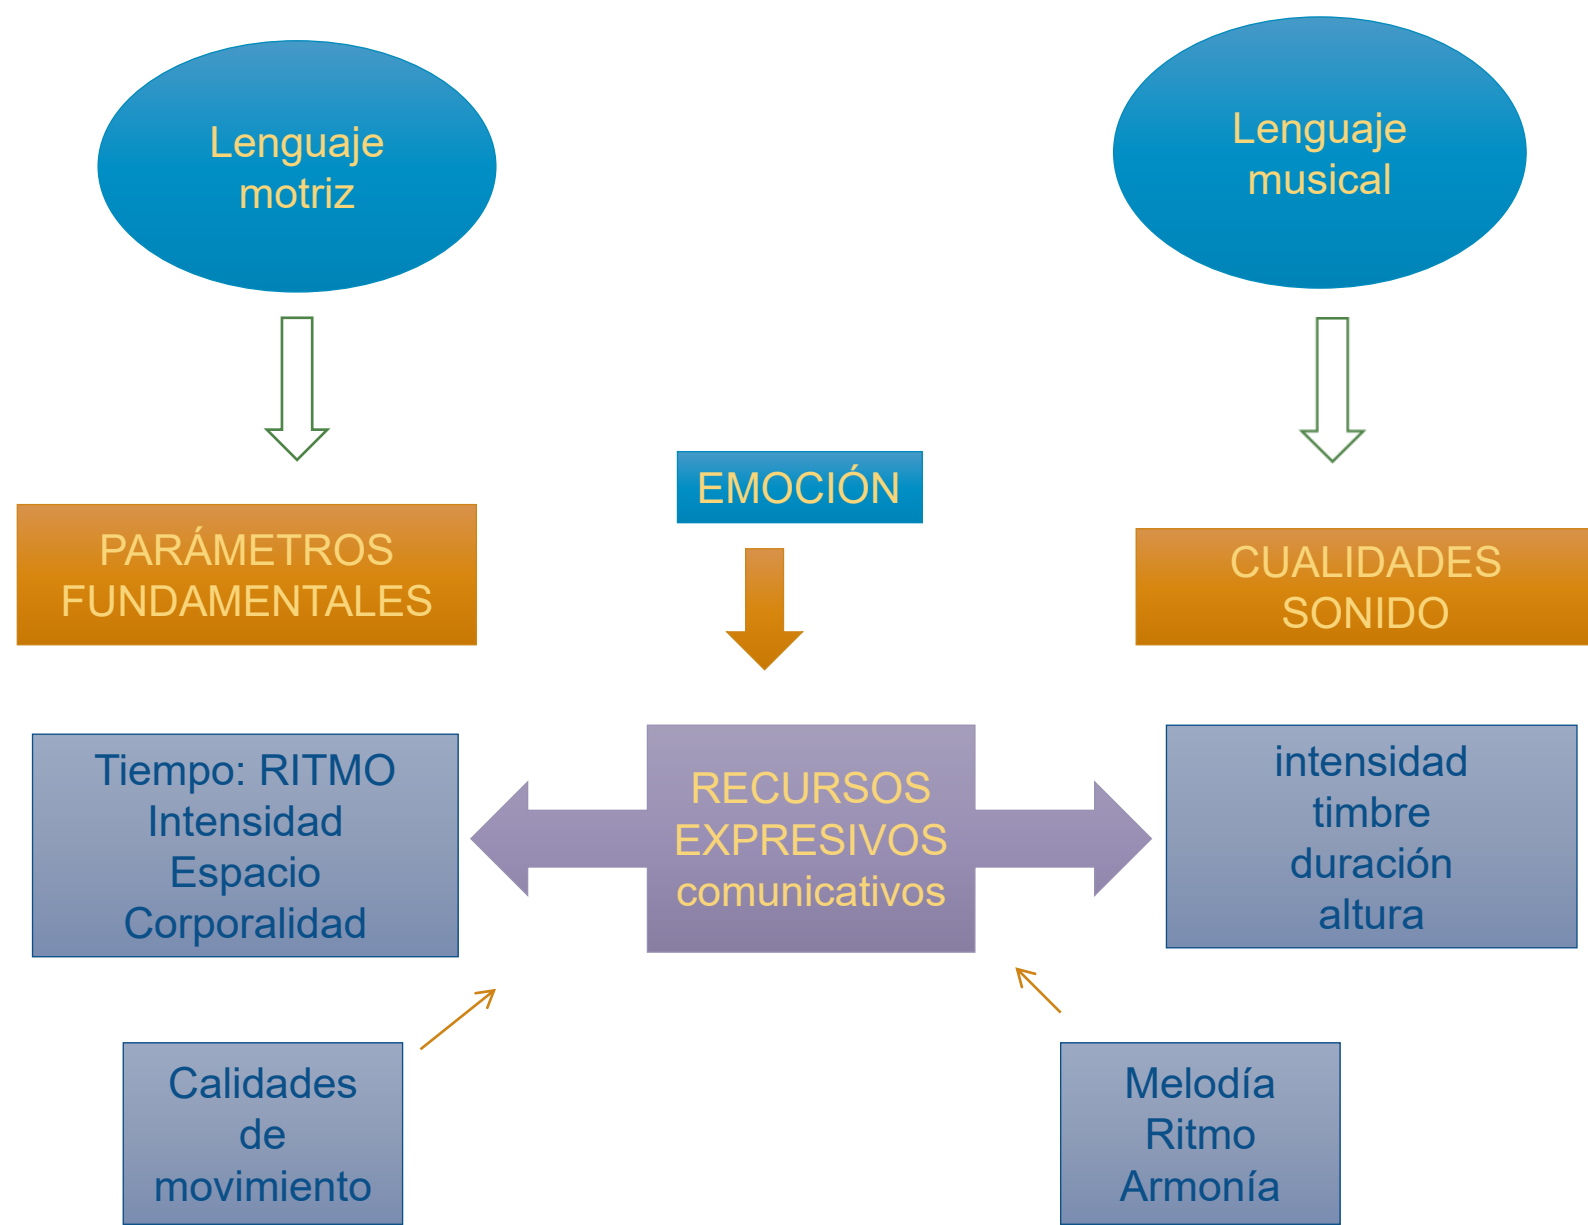 Lenguaje
motriz
Lenguaje
musical
EMOCIÓN
PARÁMETROS
FUNDAMENTALES
CUALIDADES
SONIDO
Tiempo: RITMO
Intensidad
Espacio
Corporalidad
RECURSOS
EXPRESIVOS
comunicativos
intensidad
timbre
duración
altura
Calidades
de
movimiento
Melodía
Ritmo
Armonía